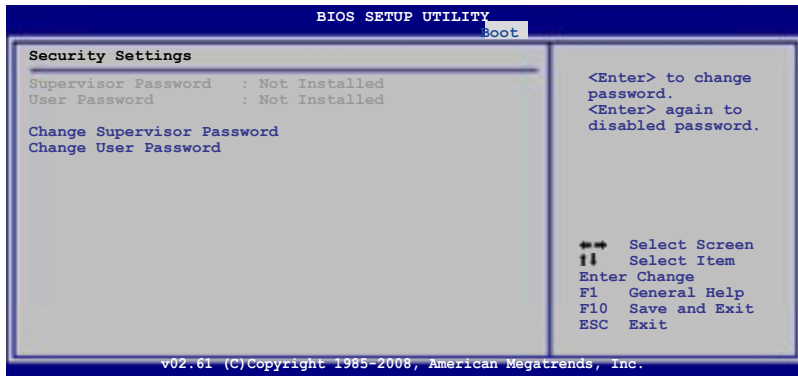 BIOS SETUP UTILITY
Boot
Security Settings
Supervisor Password : Not Installed
User Password : Not Installed
Change Supervisor Password
Change User Password
<Enter> to change
password.
<Enter> again to
disabled password.
←→ Select Screen
↑↓ Select Item
Enter Change
F1 General Help
F10 Save and Exit
ESC Exit
v02.61 (C)Copyright 1985-2008, American Megatrends, Inc.